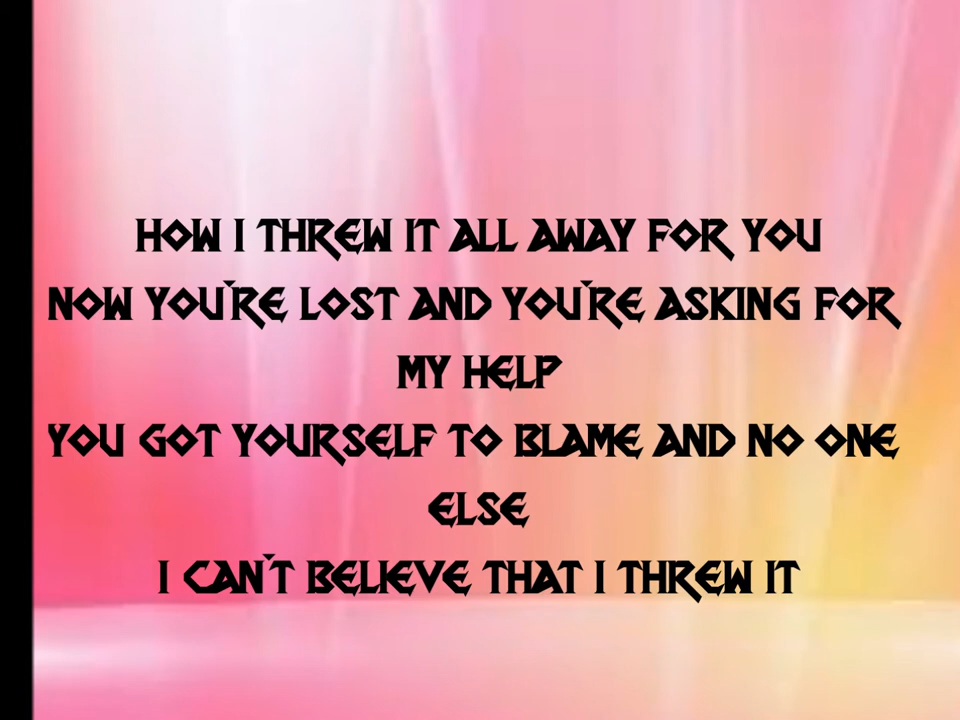 HOW I THREW IT ALL AWAY FOR YOU
NOW YOU'RE LOST AND YOU'RE ASKING FOR
MY HELP
YOU GOT YOURSELF TO BLAME AND NO ONE
ELSE
I CAN'T BELIEVE THAT I THREW IT